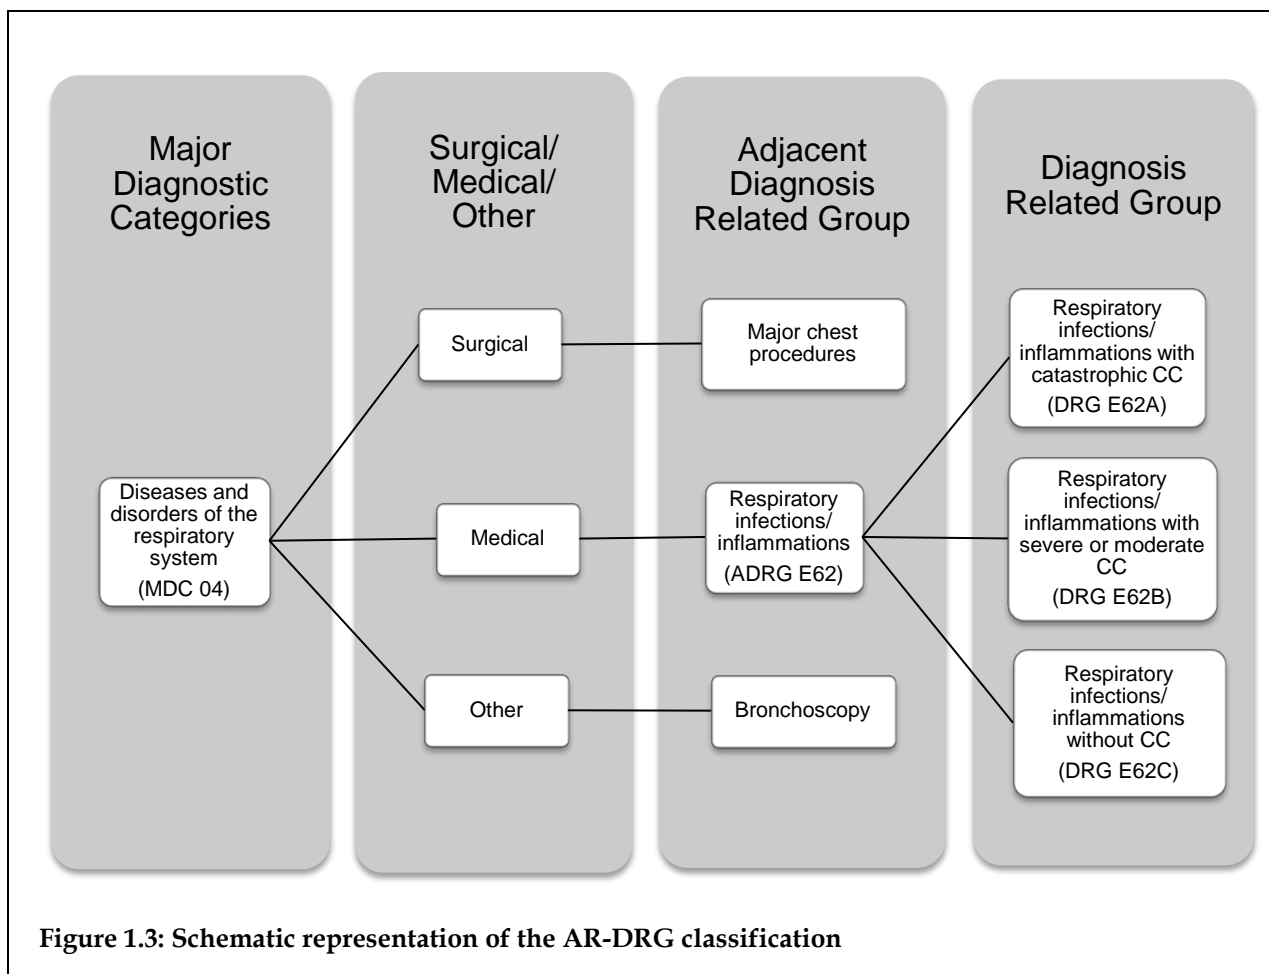 Major
Diagnostic
Categories
Surgical/
Medical/
Other
Adjacent
Diagnosis
Related Group
Diagnosis
Related Group
Diseases and
disorders of the
respiratory
system
(MDC 04)
Surgical
Medical
Other
Major chest
procedures
Respiratory
infections/
inflammations
(ADRG E62)
Bronchoscopy
Respiratory
infections/
inflammations with
catastrophic CC
(DRG E62A)
Respiratory
infections/
inflammations with
severe or moderate
CC
(DRG E62B)
Respiratory
infections/
inflammations
without CC
(DRG E62C)
Figure 1.3: Schematic representation of the AR-DRG classification